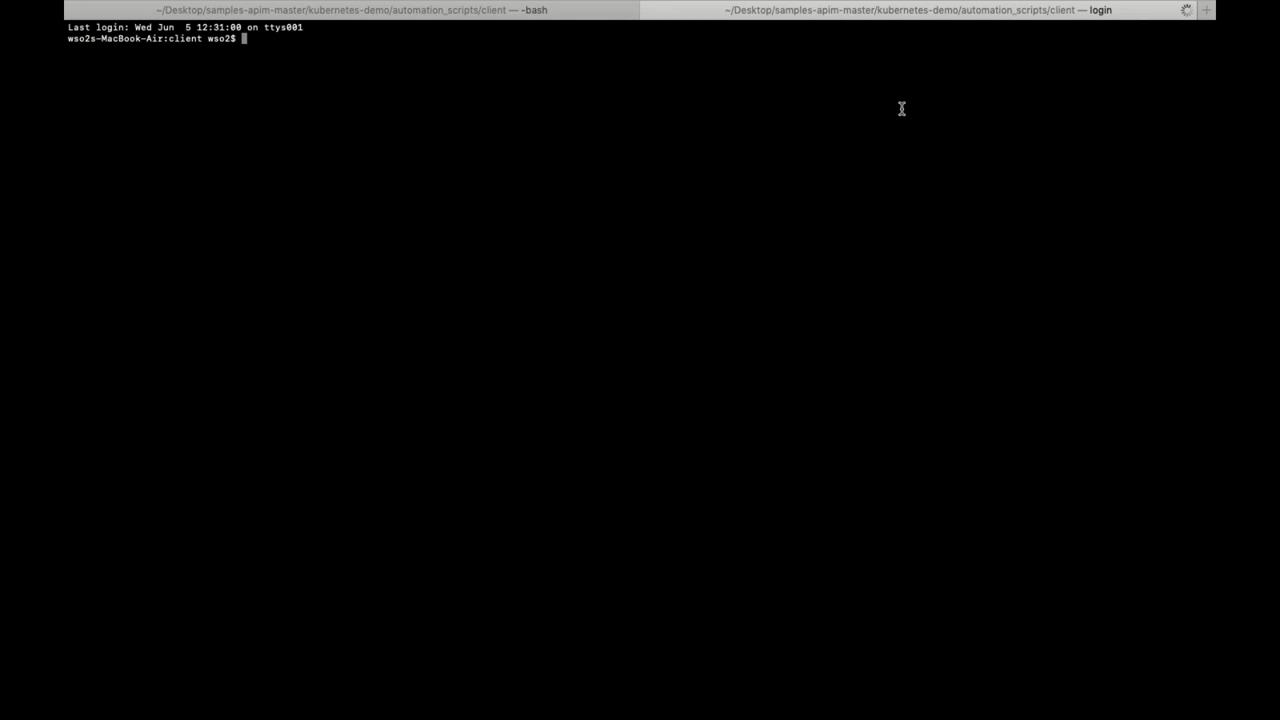 ~/Desktop/samples-apim-master/kubernetes-demo/automation_scripts/client — -bash
~/Desktop/samples-apim-master/kubernetes-demo/automation_scripts/client — login
Last login: Wed Jun  5 12:31:00 on ttys001
wso2s-MacBook-Air:client wso2$